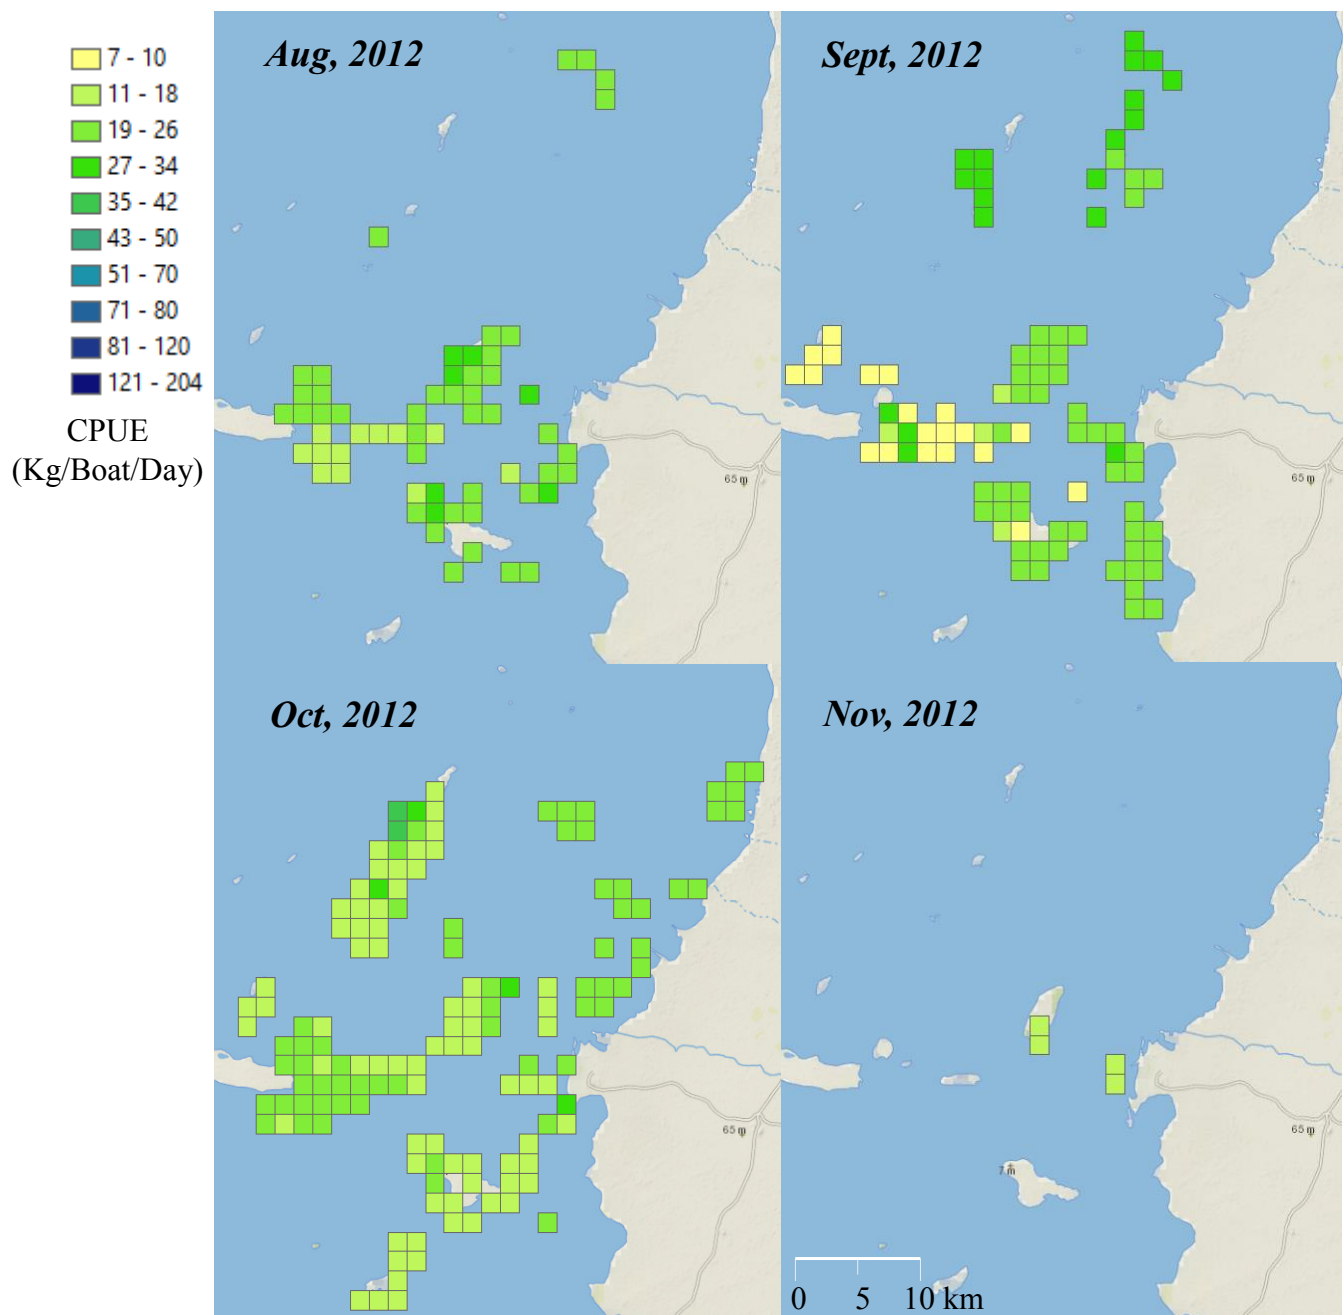 Aug, 2012
Sept, 2012
7 - 10
11 - 18
19 - 26
27 - 34
35 - 42
43 - 50
51 - 70
71 - 80
81 - 120
121 - 204
CPUE
(Kg/Boat/Day)
65 φ
65 φ
Oct, 2012
Nov, 2012
65 φ
65 φ
0 5 10 km